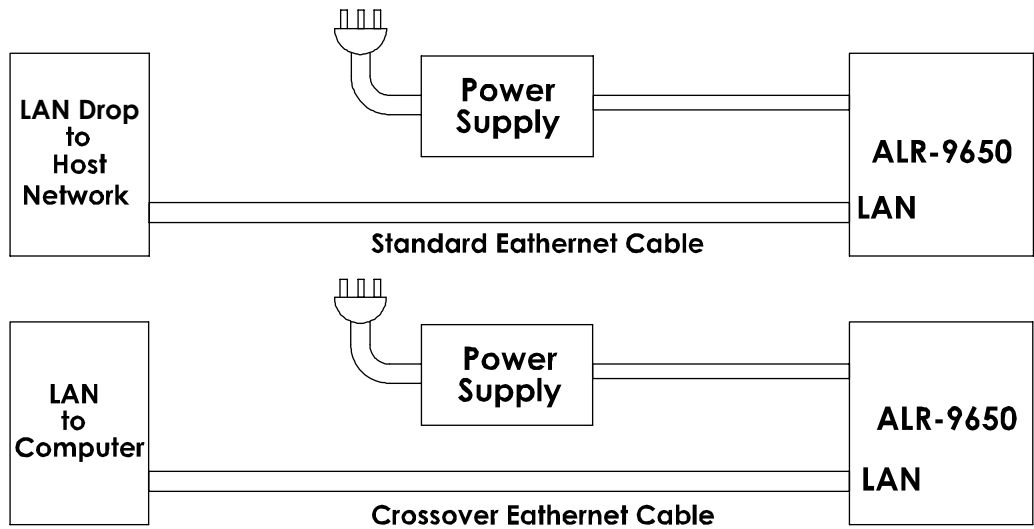 LAN Drop
to
Host
Network
Power
Supply
ALR-9650
LAN
Standard Eathernet Cable
LAN
to
Computer
Power
Supply
ALR-9650
LAN
Crossover Eathernet Cable